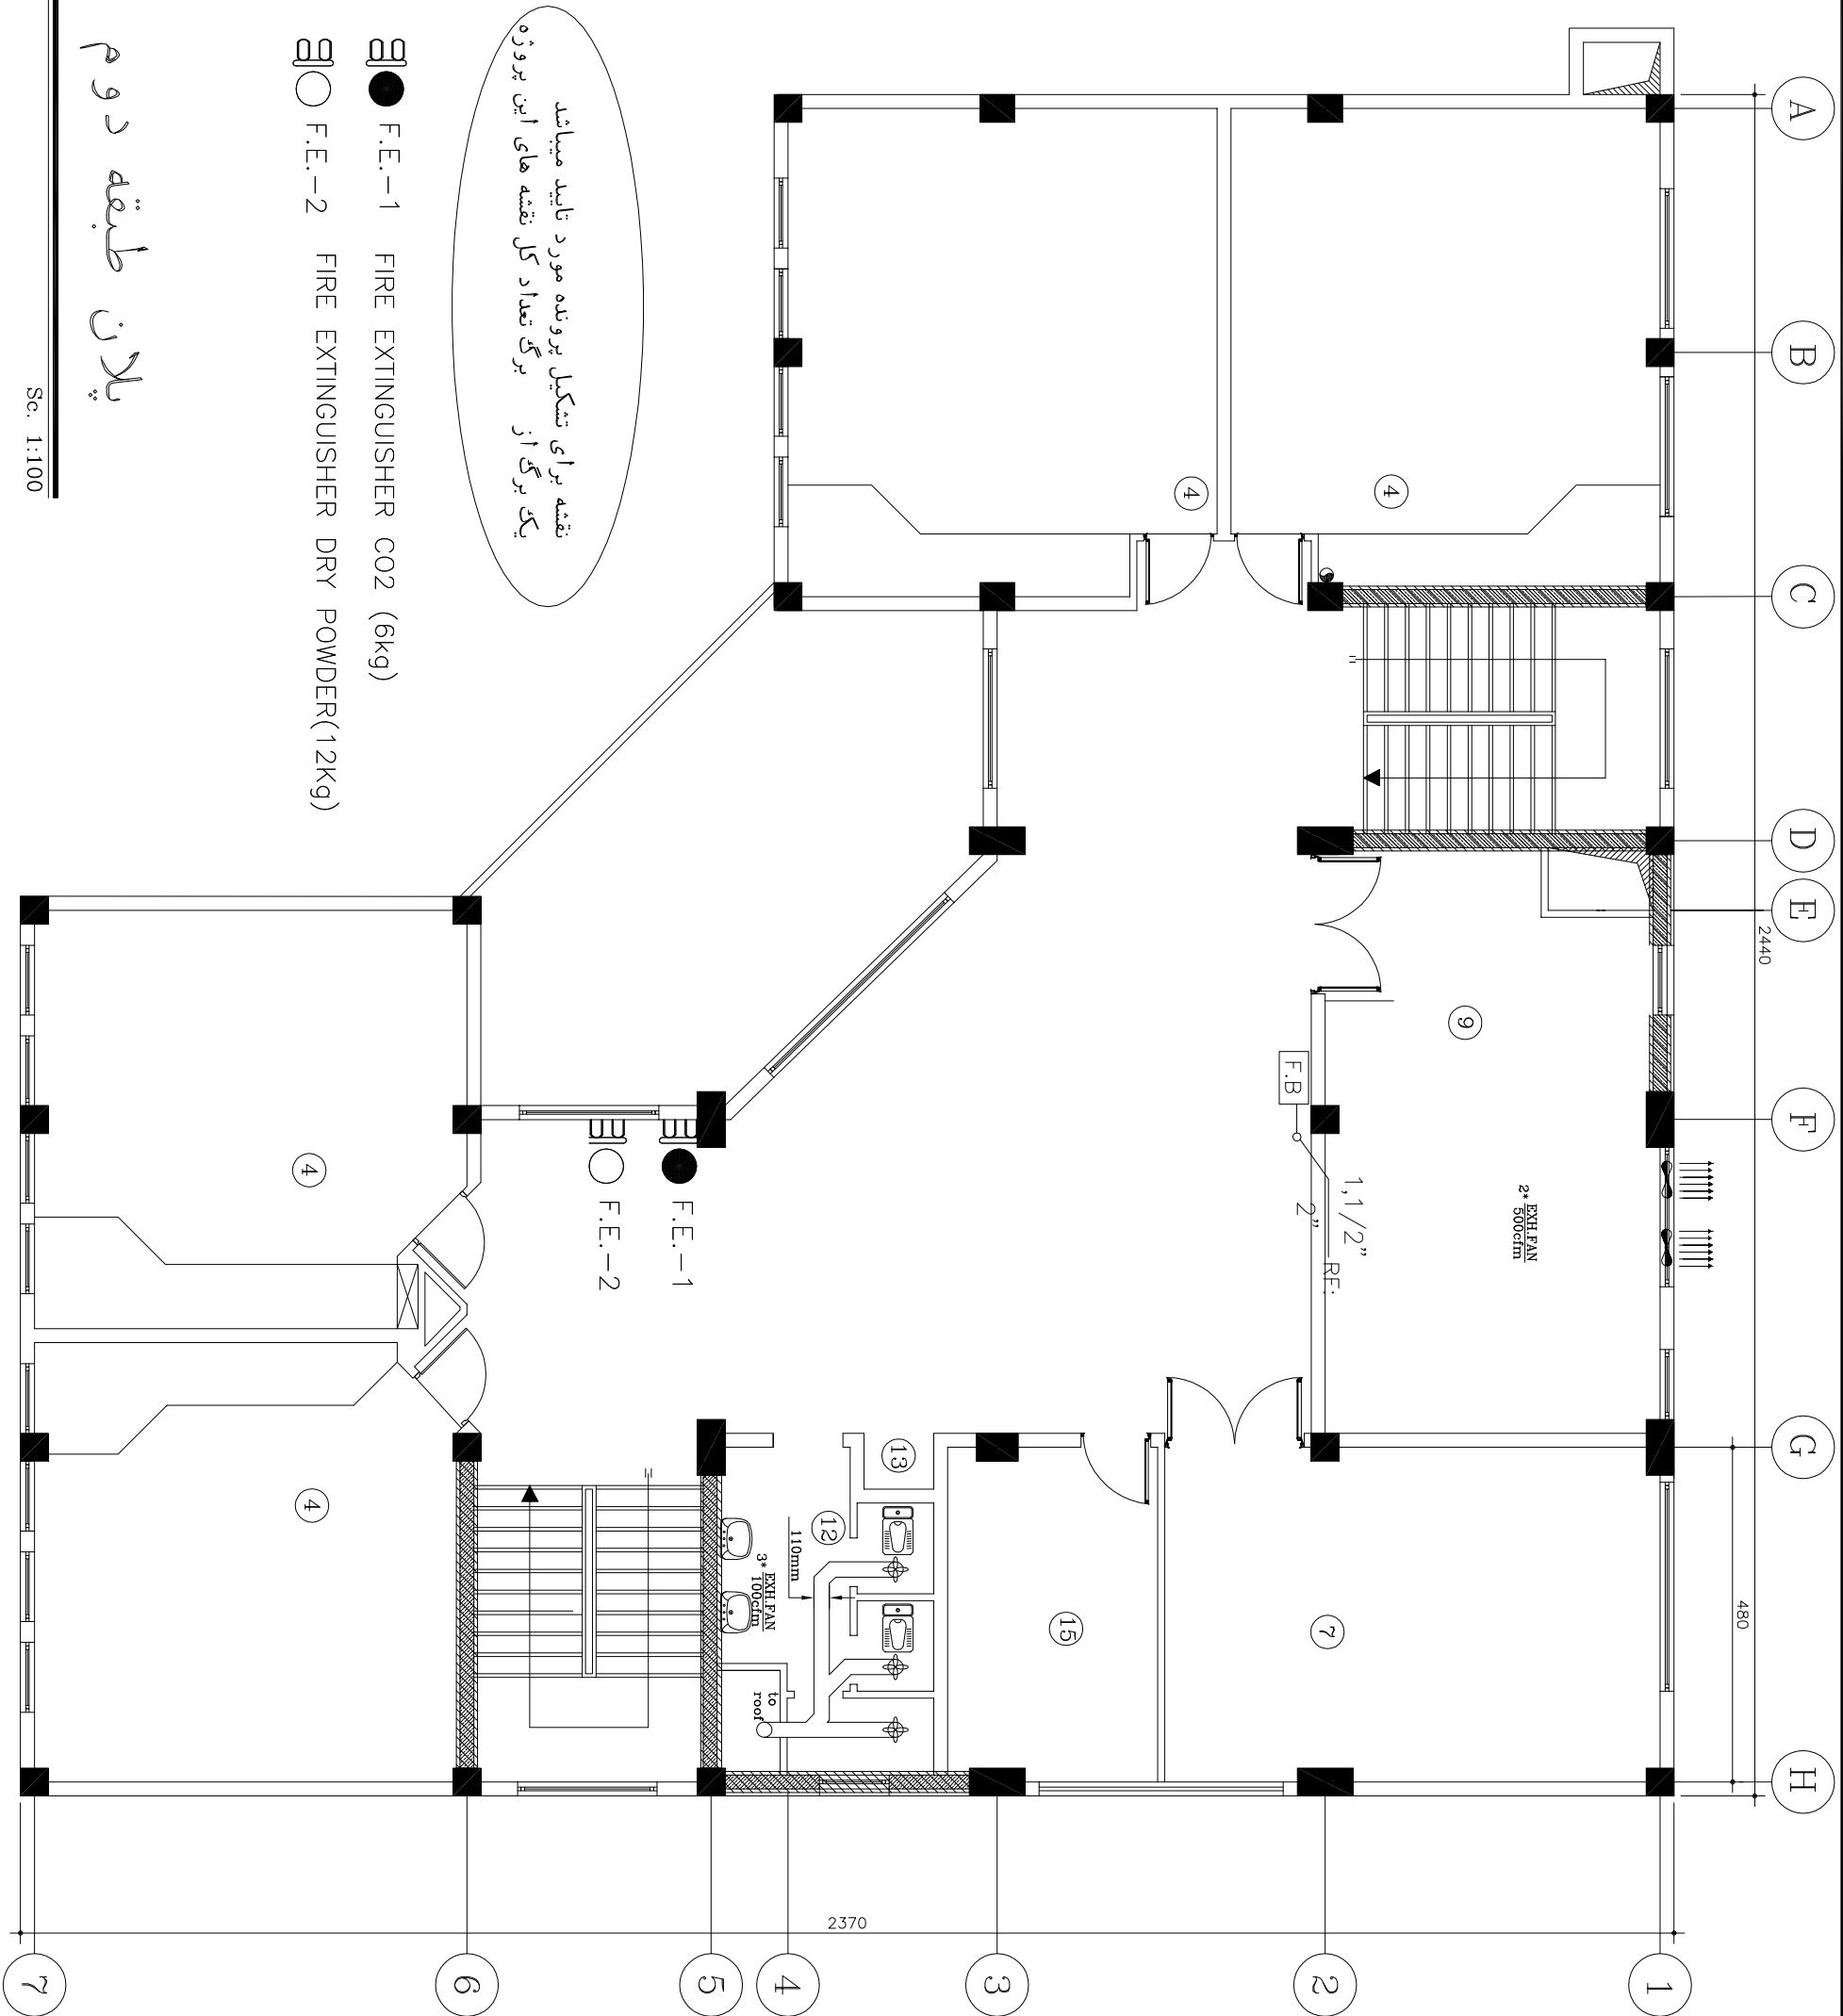 A
B
C
D
E
F
G
H
2440
480
2370
1
2
3
4
5
6
7
4
4
9
F.B
1,1/2"
2"
RF:
2* EXH.FAN
500cfm
F.E.-1
F.E.-2
4
4
13
12
110mm
3* EXH.FAN
100cfm
to
roof
15
7
نقشه برای تشکیل پرونده مورد تایید میباشد
یک برگ از برگ تعداد کل نقشه های این پروژه
F.E.-1 FIRE EXTINGUISHER CO2 (6kg)
F.E.-2 FIRE EXTINGUISHER DRY POWDER(12Kg)
پلان طبقه دوم
Sc. 1:100